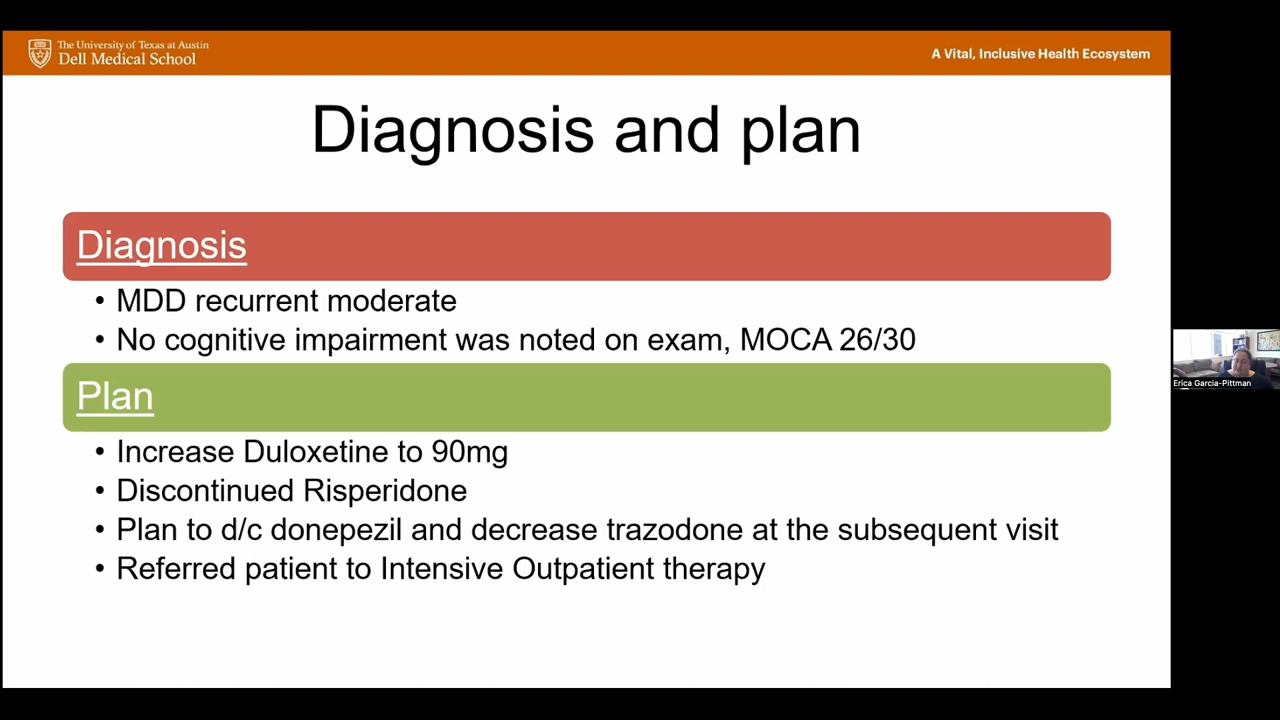 The University of Texas at Austin
Dell Medical School
A Vital, Inclusive Health Ecosystem
Diagnosis and plan
Diagnosis
• MDD recurrent moderate
• No cognitive impairment was noted on exam, MOCA 26/30
Plan
• Increase Duloxetine to 90mg
• Discontinued Risperidone
• Plan to d/c donepezil and decrease trazodone at the subsequent visit
• Referred patient to Intensive Outpatient therapy
Erica Garcia-Pittman